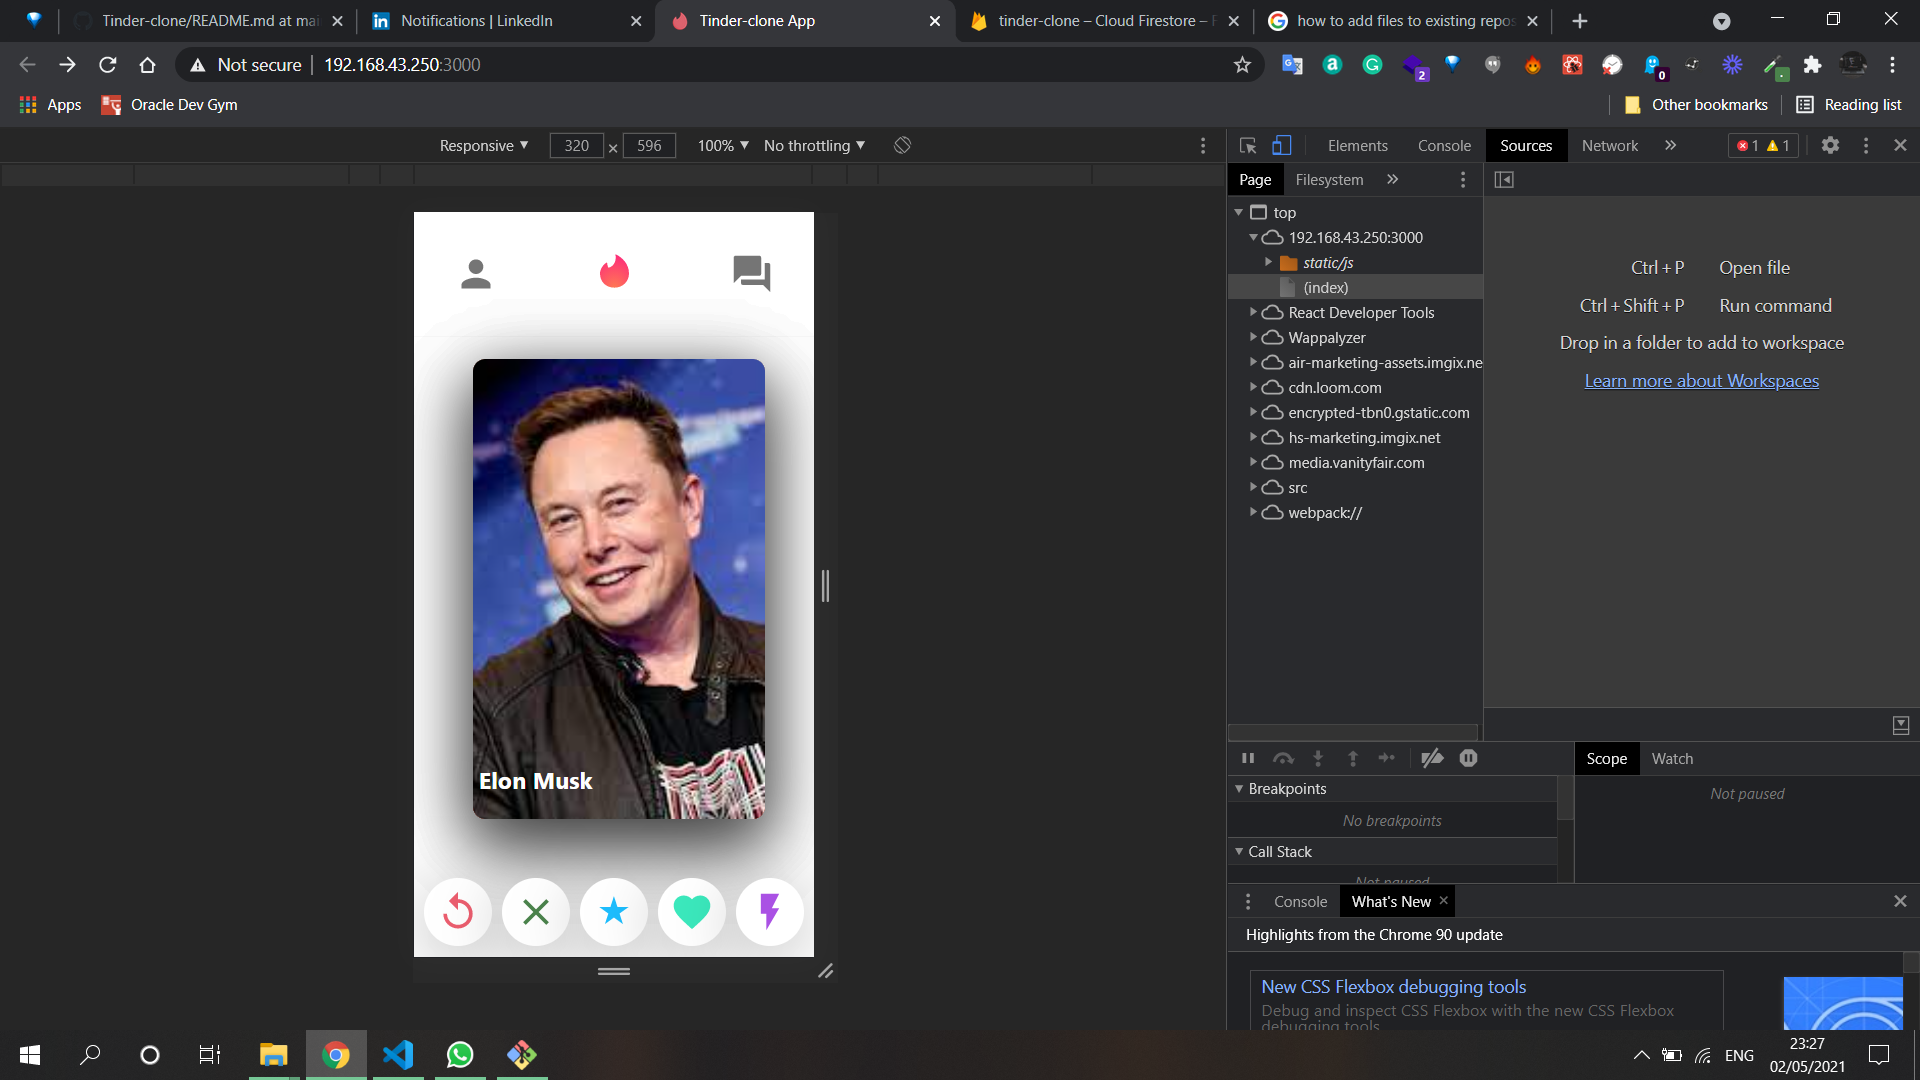 Tinder-clone/README.md at mai
Notifications | LinkedIn
Tinder-clone App
tinder-clone – Cloud Firestore – F
how to add files to existing repos
Not secure
192.168.43.250:3000
2
0
Apps
Oracle Dev Gym
Other bookmarks
Reading list
Responsive
320
×
596
100%
No throttling
Elements
Console
Sources
Network
1
1
Page
Filesystem
top
192.168.43.250:3000
static/js
(index)
React Developer Tools
Wappalyzer
air-marketing-assets.imgix.ne
cdn.loom.com
encrypted-tbn0.gstatic.com
hs-marketing.imgix.net
media.vanityfair.com
src
webpack://
Ctrl + P Open file
Ctrl + Shift + P Run command
Drop in a folder to add to workspace
Learn more about Workspaces
Elon Musk
Scope
Watch
Breakpoints
No breakpoints
Call Stack
Not paused
Not paused
Console
What's New
Highlights from the Chrome 90 update
New CSS Flexbox debugging tools
Debug and inspect CSS Flexbox with the new CSS Flexbox
debugging tools
ENG
23:27
02/05/2021